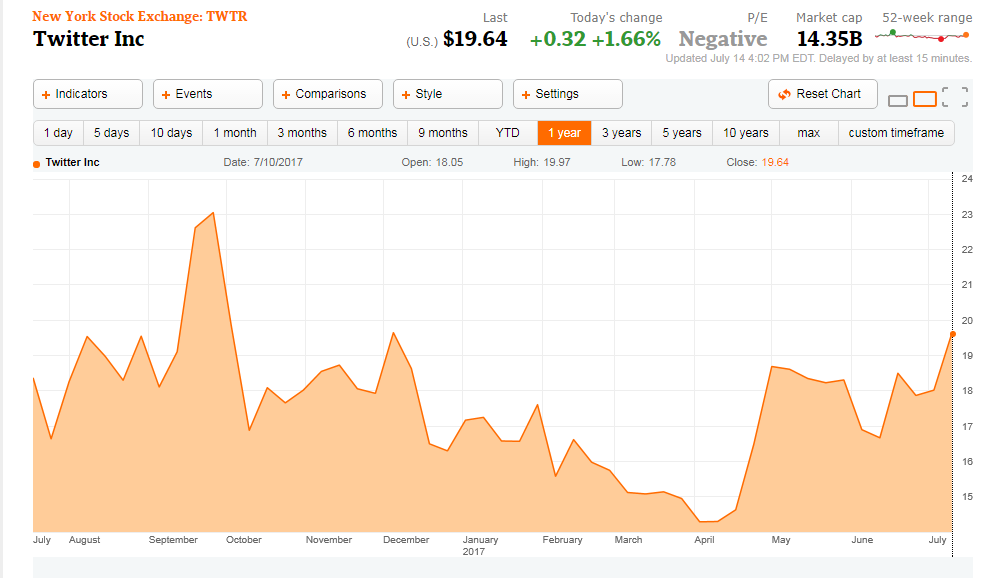 New York Stock Exchange: TWTR
Twitter Inc
Last Today's change P/E Market cap 52-week range
(U.S.) $19.64 +0.32 +1.66% Negative 14.35B
Updated July 14 4:02 PM EDT. Delayed by at least 15 minutes.
+ Indicators + Events + Comparisons + Style + Settings Reset Chart
1 day 5 days 10 days 1 month 3 months 6 months 9 months YTD 1 year 3 years 5 years 10 years max custom timeframe
Twitter Inc Date: 7/10/2017 Open: 18.05 High: 19.97 Low: 17.78 Close: 19.64
24
23
22
21
20
19
18
17
16
15
July August September October November December January February March April May June July
2017